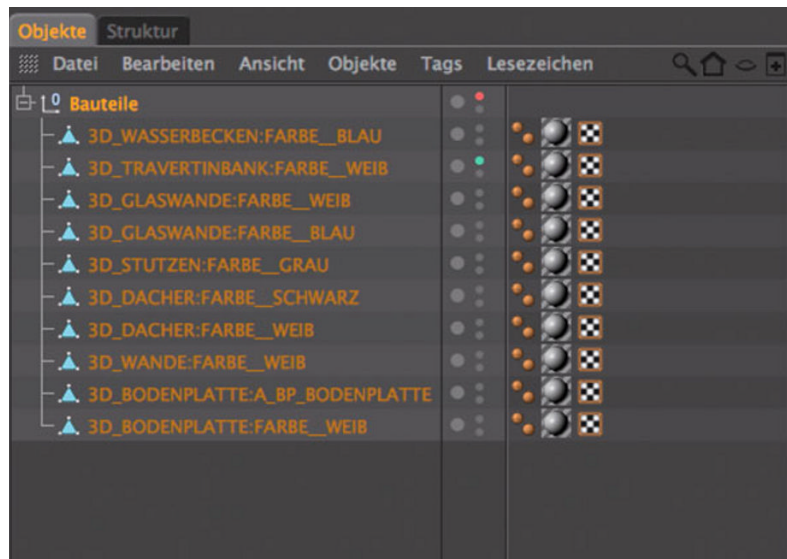 Objekte Struktur
Datei Bearbeiten Ansicht Objekte Tags Lesezeichen
0 Bauteile
3D_WASSERBECKEN:FARBE__BLAU
3D_TRAVERTINBANK:FARBE__WEIB
3D_GLASWANDE:FARBE__WEIB
3D_GLASWANDE:FARBE__BLAU
3D_STUTZEN:FARBE__GRAU
3D_DACHER:FARBE__SCHWARZ
3D_DACHER:FARBE__WEIB
3D_WANDE:FARBE__WEIB
3D_BODENPLATTE:A_BP_BODENPLATTE
3D_BODENPLATTE:FARBE__WEIB